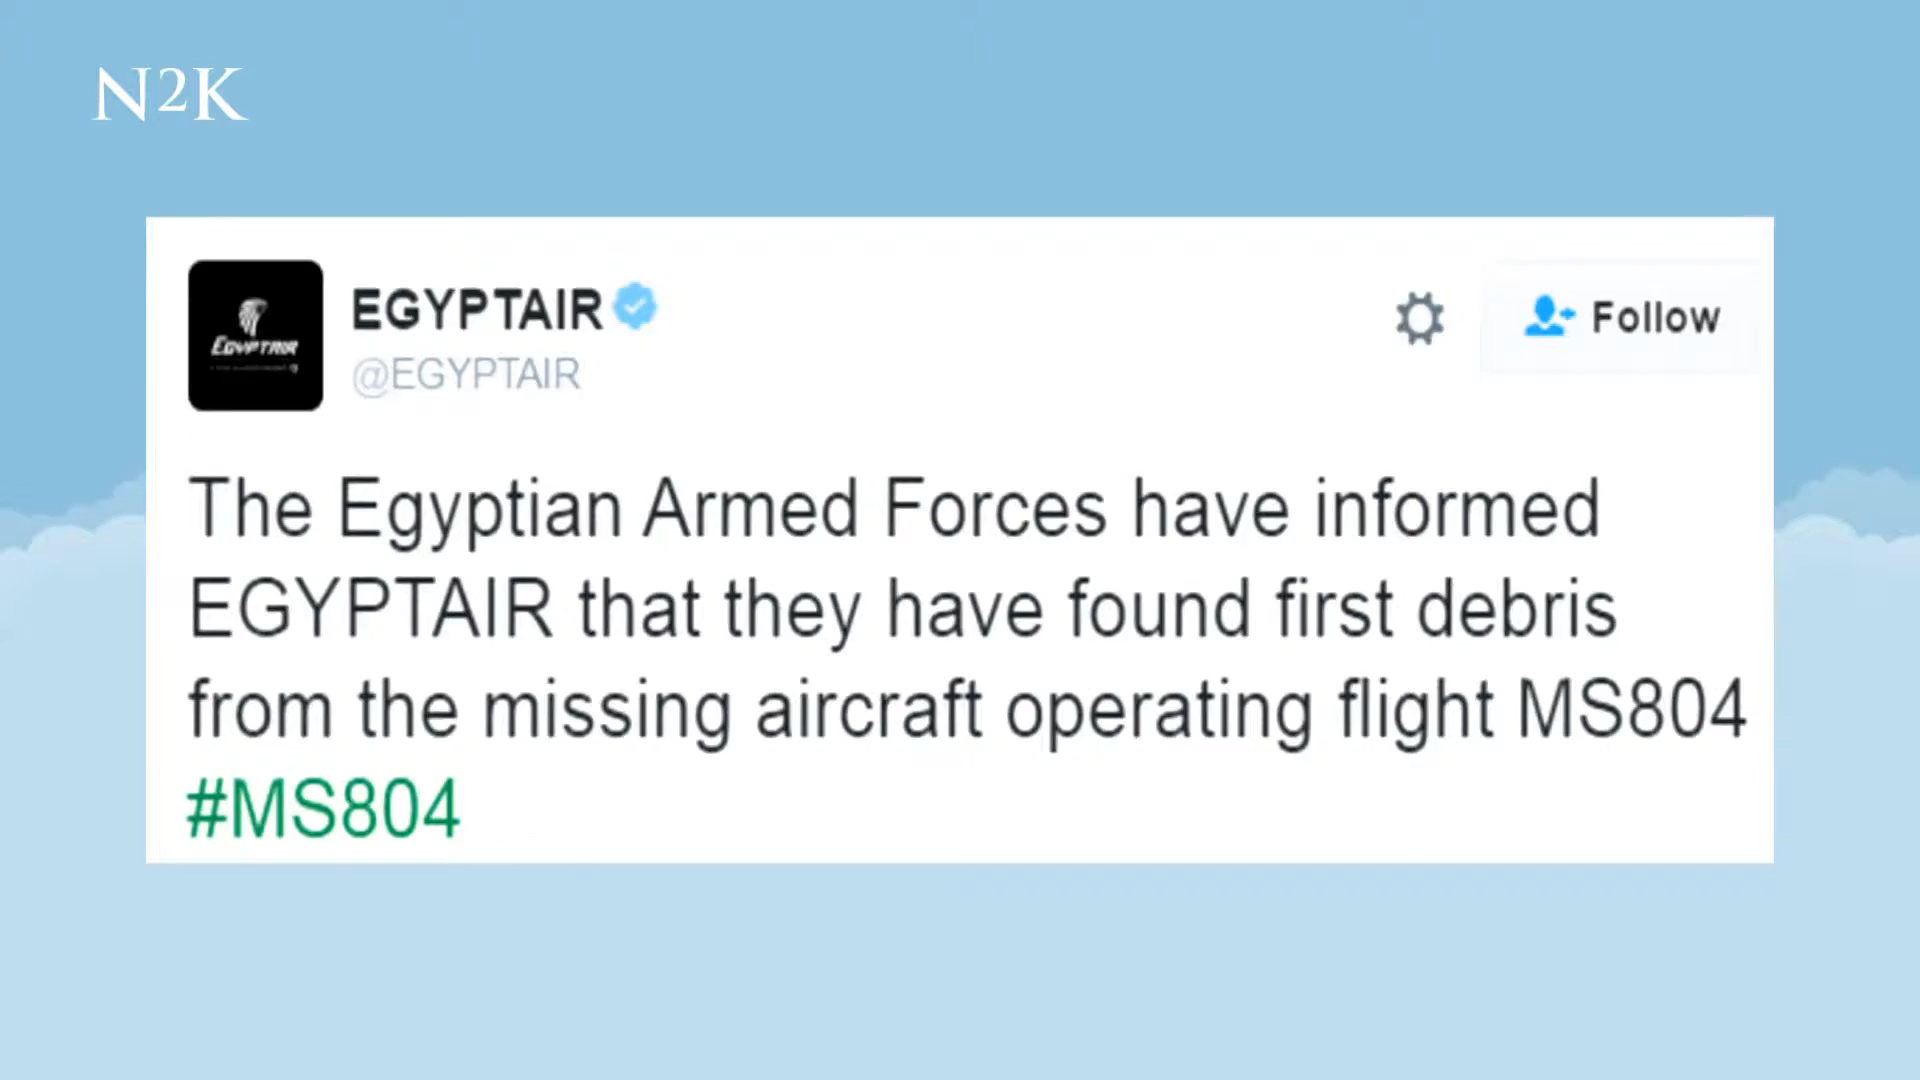 N2K
EGYPTAIR
@EGYPTAIR
Follow
EGYPTAIR
The Egyptian Armed Forces have informed
EGYPTAIR that they have found first debris
from the missing aircraft operating flight MS804
#MS804